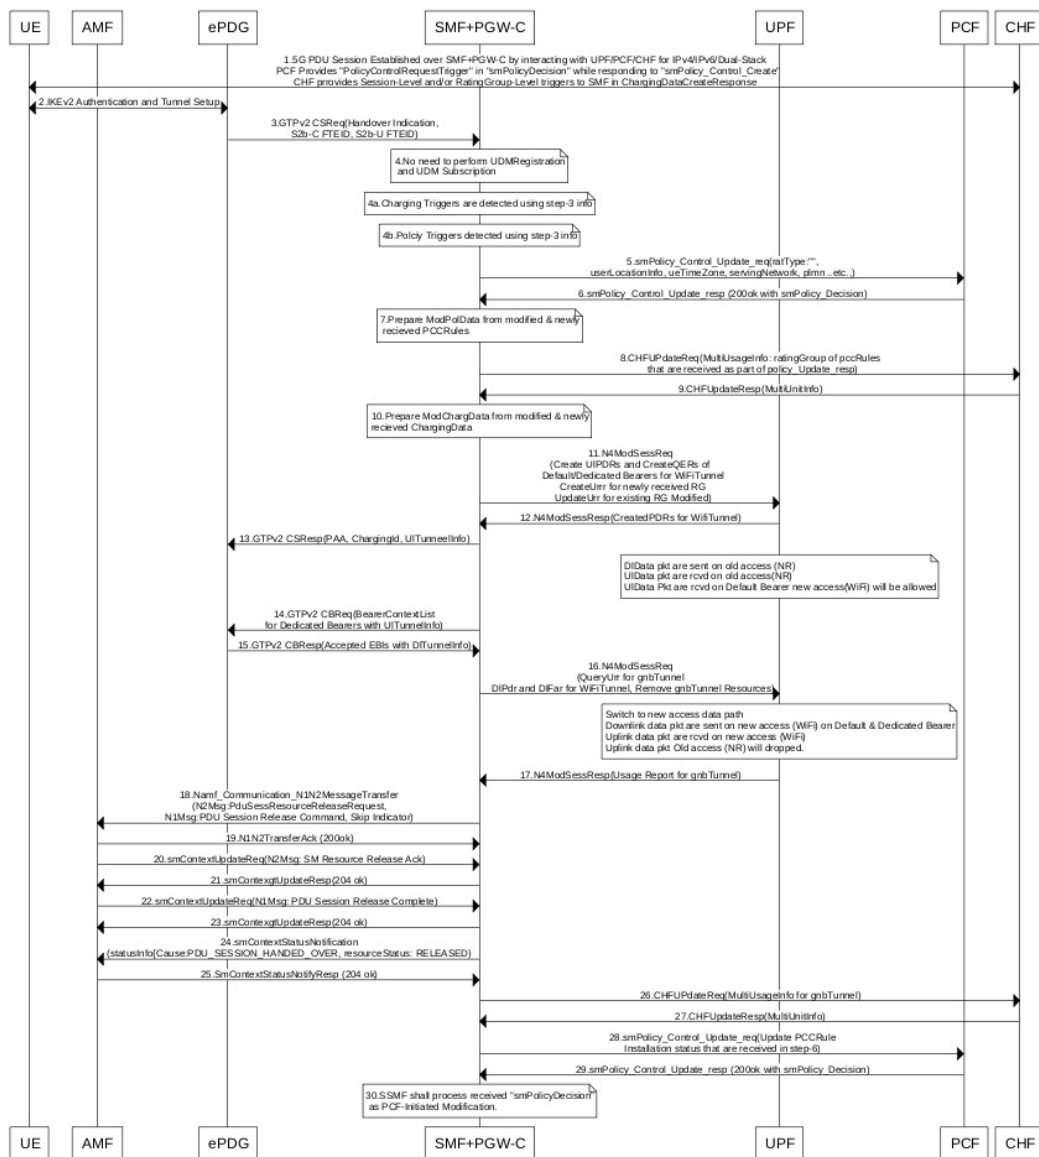 UE
AMF
ePDG
SMF+PGW-C
UPF
PCF
CHF
1.5G PDU Session Established over SMF+PGW-C by interacting with UPF/PCF/CHF for IPv4/IPv6/Dual-Stack
PCF Provides "PolicyControlRequestTrigger" in "smPolicyDecision" while responding to "smPolicy_Control_Create"
CHF prrovides Session-Level and/or RatingGroup-Level triggers to SMF in ChargingDataCreateResponse
2.IKEv2 Authentication and Tunnel Setup
3.GTPv2 CSReq(Handover Indication,
S2b-C FTEID, S2b-U FTEID)
4.No need to perform UDMRegistration
and UDM Subscription
4a.Charging Triggers are detected using step-3 info
4b.Polciy Triggers detected using step-3 info
5.smPolicy_Control_Update_req(ratType:"",
userLocationInfo, ueTimeZone, servingNetwork, plmn ..etc.,)
6.smPolicy_Control_Update_resp (200ok with smPolicy_Decision)
7.Prepare ModPolData from modified & newly
recieved PCCRules
8.CHFUPdateReq(MultiUsageInfo: ratingGroup of pccRules
that are received as part of policy_Update_resp)
9.CHFUpdateResp(MultiUnitInfo)
10.Prepare ModChargData from modified & newly
recieved ChargingData
11.N4ModSessReq
(Create UlPDRs and CreateQERs of
Default/Dedicated Bearers for WiFiTunnel
CreateUrrr for newly received RG
UpdateUrr for existing RG Modified)
12.N4ModSessResp(CreatedPDRs for WifiTunnel)
13.GTPv2 CSResp(PAA, ChargingId, UlTunneelInfo)
DlData pkt are sent on old access (NR)
UlData pkt are rcvd on old access(NR)
UlData Pkt are rcvd on Default Bearer new access(WiFi) will be allowed
14.GTPv2 CBReq(BearerContextList
for Dedicated Bearers with UlTunnelInfo)
15.GTPv2 CBResp(Accepted EBIs with DlTunnelInfo)
16.N4ModSessReq
(QueryUrr for gnbTunnel
DlPdr and DlFar for WiFiTunnel, Remove gnbTunnel Resources)
Switch to new access data path
Downlink data pkt are sent on new access (WiFi) on Default & Dedicated Bearer
Uplink data pkt are rcvd on new access (WiFi)
Uplink data pkt Old access (NR) will dropped.
17.N4ModSessResp(Usage Report for gnbTunnel)
18.Namf_Communication_N1N2MessageTransfer
(N2Msg:PduSessResourceReleaseRequest,
N1Msg:PDU Session Release Command, Skip Indicator)
19.N1N2TransferAck (200ok)
20.smContextUpdateReq(N2Msg: SM Resource Release Ack)
21.smContexgtUpdateResp(204 ok)
22.smContextUpdateReq(N1Msg: PDU Session Release Complete)
23.smContexgtUpdateResp(204 ok)
24.smContextStatusNotification
(statusInfo[Cause:PDU_SESSION_HANDED_OVER, resourceStatus: RELEASED)
25.SmContextStatusNotifyResp (204 ok)
26.CHFUPdateReq(MultiUsageInfo for gnbTunnel)
27.CHFUpdateResp(MultiUnitInfo)
28.smPolicy_Control_Update_req(Update PCCRule
Installation status that are received in step-6)
29.smPolicy_Control_Update_resp (200ok with smPolicy_Decision)
30.SSMF shall process received "smPolicyDecision"
as PCF-Initiated Modification.
UE
AMF
ePDG
SMF+PGW-C
UPF
PCF
CHF